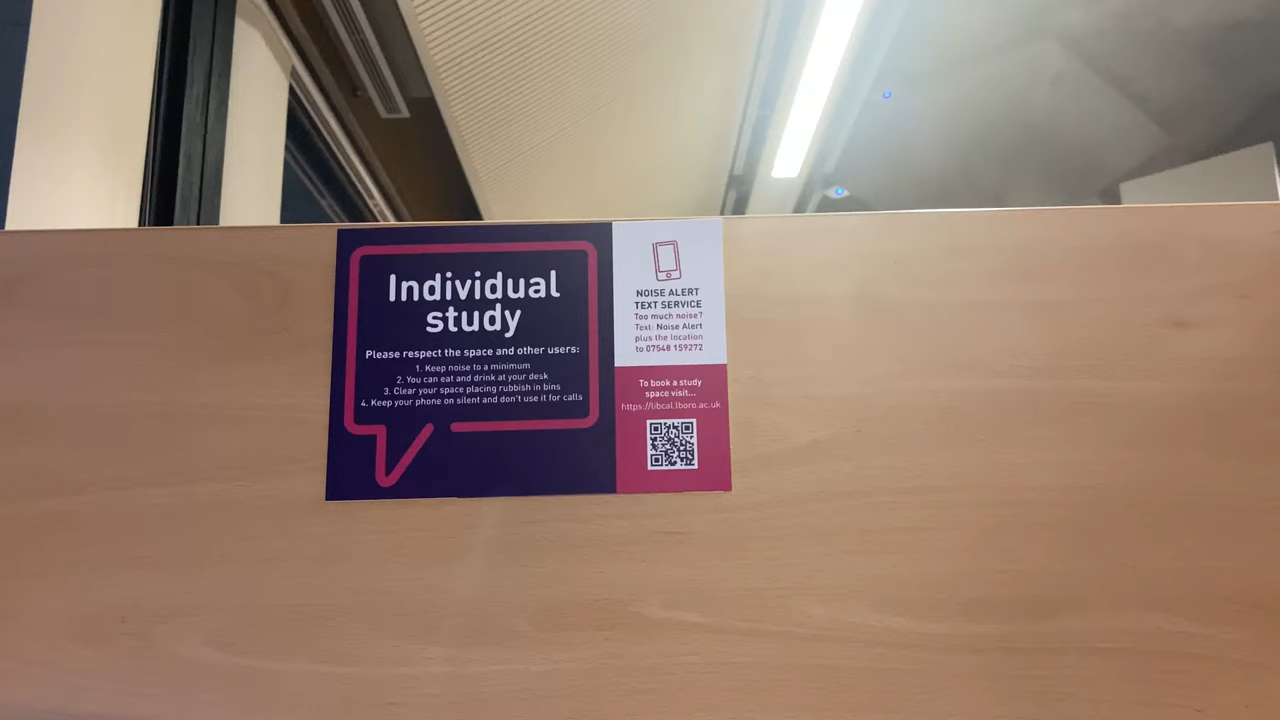 Individual
study
Please respect the space and other users:
1. Keep noise to a minimum
2. You can eat and drink at your desk
3. Clear your space placing rubbish in bins
4. Keep your phone on silent and don't use it for calls
NOISE ALERT
TEXT SERVICE
Too much noise?
Text: Noise Alert
plus the location
to 07548 159272
To book a study
space visit...
https://libcal.lboro.ac.uk